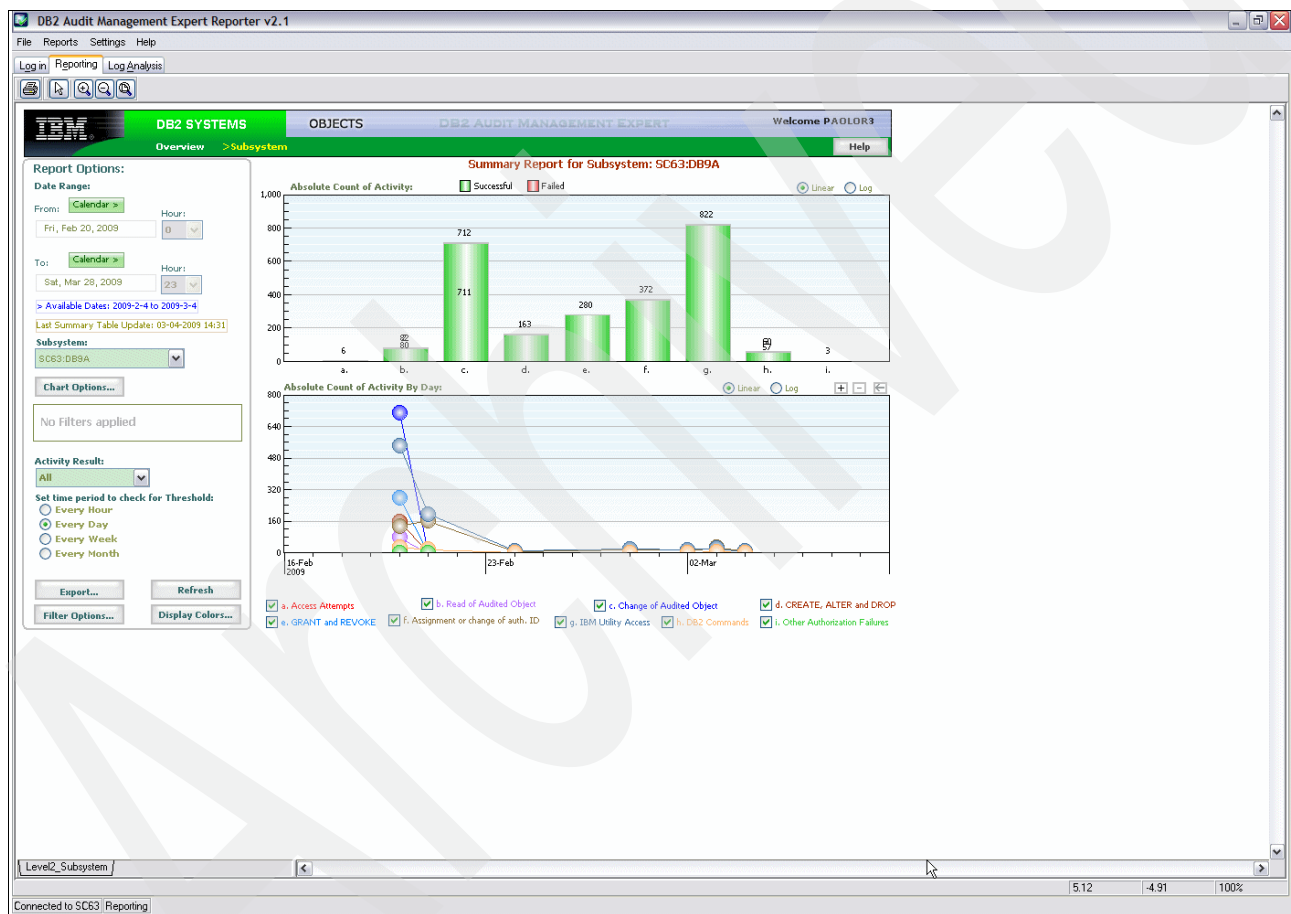 DB2 Audit Management Expert Reporter v2.1
File Reports Settings Help
Log in Reporting Log Analysis
IBM. DB2 SYSTEMS OBJECTS DB2 AUDIT MANAGEMENT EXPERT Welcome PAOLOR3
Overview >Subsystem Help
Report Options:
Date Range:
From: Calendar > Hour:
Fri, Feb 20, 2009 0
To: Calendar > Hour:
Sat, Mar 28, 2009 23
> Available Dates: 2009-2-4 to 2009-3-4
Last Summary Table Update: 03-04-2009 14:31
Subsystem:
SC63:DB9A
Chart Options...
No Filters applied
Activity Result:
All
Set time period to check for Threshold:
Every Hour
Every Day
Every Week
Every Month
Export... Refresh
Filter Options... Display Colors...
Summary Report for Subsystem: SC63:DB9A
Absolute Count of Activity: Successful Failed Linear Log
1,000
800
600
400
200
0
6 82 80 712 711 163 280 372 822 57 3
a. b. c. d. e. f. g. h. i.
Absolute Count of Activity By Day: Linear Log
800
640
480
320
160
0
16-Feb 23-Feb 02-Mar
2009
a. Access Attempts b. Read of Audited Object c. Change of Audited Object d. CREATE, ALTER and DROP
e. GRANT and REVOKE f. Assignment or change of auth. ID g. IBM Utility Access h. DB2 Commands i. Other Authorization Failures
Archived
Level2_Subsystem
5.12 -4.91 100%
Connected to SC63 Reporting